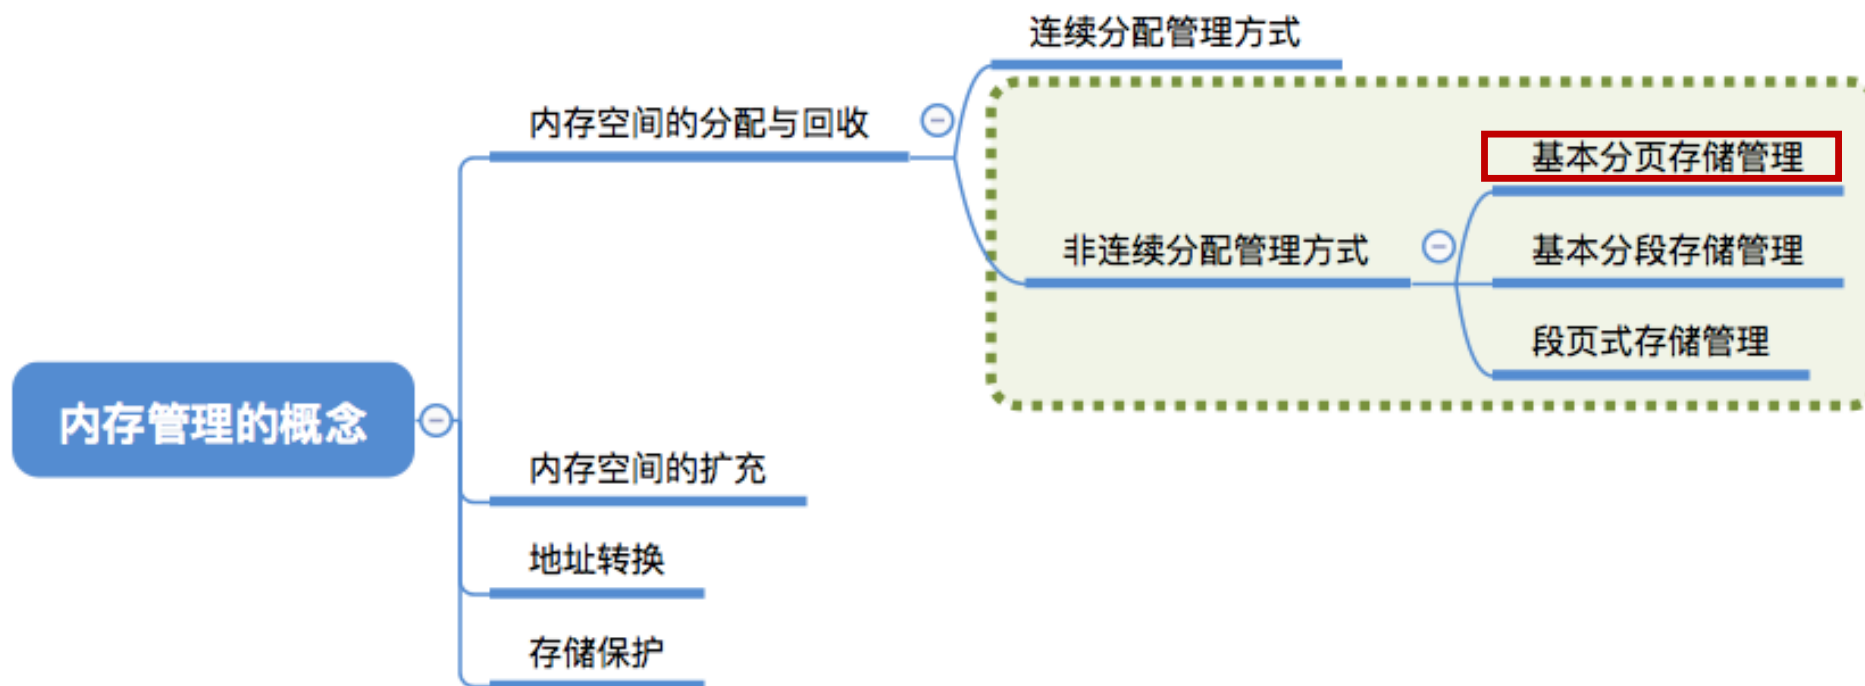 内存管理的概念
内存空间的分配与回收
连续分配管理方式
非连续分配管理方式
基本分页存储管理
基本分段存储管理
段页式存储管理
内存空间的扩充
地址转换
存储保护